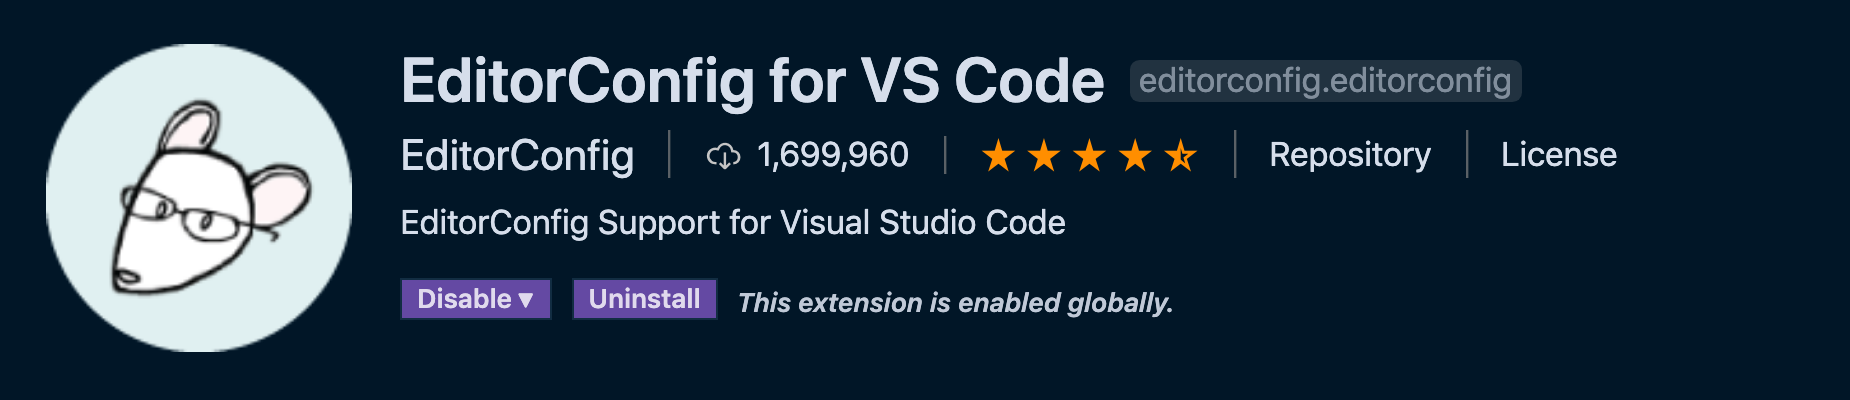 EditorConfig for VS Code editorconfig.editorconfig
EditorConfig 1,699,960 Repository License
EditorConfig Support for Visual Studio Code
Disable ▾ Uninstall This extension is enabled globally.